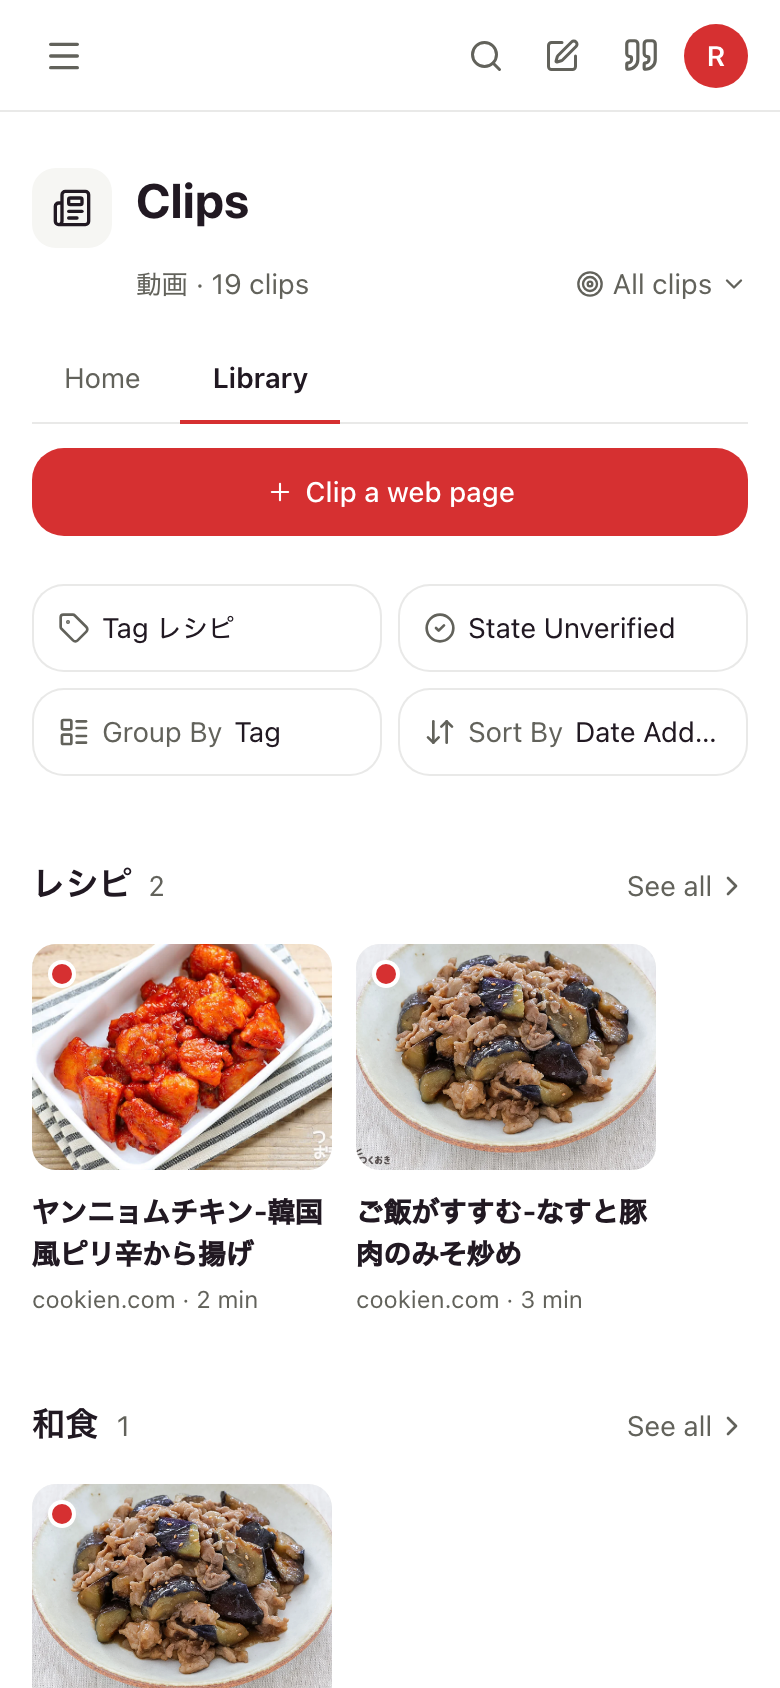 R
Clips
動画 · 19 clips
All clips
Home
Library
+ Clip a web page
Tag レシピ
State Unverified
Group By Tag
Sort By Date Add...
レシピ 2
See all
ヤンニョムチキン-韓国
風ピリ辛から揚げ
cookien.com · 2 min
つくおき
ご飯がすすむ-なすと豚
肉のみそ炒め
cookien.com · 3 min
和食 1
See all